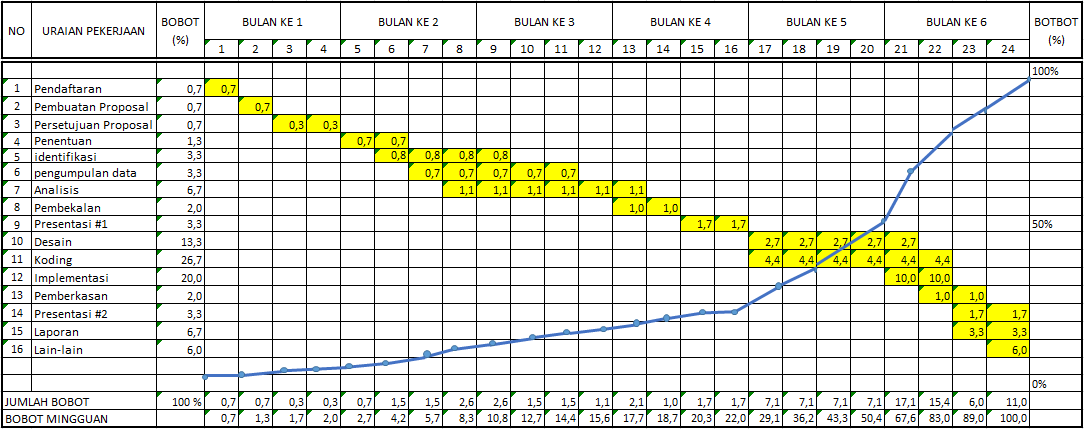 NO URAIAN PEKERJAAN BOBOT (%) BULAN KE 1 BULAN KE 2 BULAN KE 3 BULAN KE 4 BULAN KE 5 BULAN KE 6 BOTBOT (%)
1 2 3 4 5 6 7 8 9 10 11 12 13 14 15 16 17 18 19 20 21 22 23 24
100%
1 Pendaftaran 0,7 0,7
2 Pembuatan Proposal 0,7 0,7
3 Persetujuan Proposal 0,7 0,3 0,3
4 Penentuan 1,3 0,7 0,7
5 identifikasi 3,3 0,8 0,8 0,8 0,8
6 pengumpulan data 3,3 0,7 0,7 0,7 0,7 0,7
7 Analisis 6,7 1,1 1,1 1,1 1,1 1,1 1,1
8 Pembekalan 2,0 1,0 1,0
9 Presentasi #1 3,3 1,7 1,7 50%
10 Desain 13,3 2,7 2,7 2,7 2,7 2,7
11 Koding 26,7 4,4 4,4 4,4 4,4 4,4 4,4
12 Implementasi 20,0 10,0 10,0
13 Pemberkasan 2,0 1,0 1,0
14 Presentasi #2 3,3 1,7 1,7
15 Laporan 6,7 3,3 3,3
16 Lain-lain 6,0 6,0
0%
JUMLAH BOBOT 100 % 0,7 0,7 0,3 0,3 0,7 1,5 1,5 2,6 2,6 1,5 1,5 1,1 2,1 1,0 1,7 1,7 7,1 7,1 7,1 7,1 17,1 15,4 6,0 11,0
BOBOT MINGGUAN 0,7 1,3 1,7 2,0 2,7 4,2 5,7 8,3 10,8 12,7 14,4 15,6 17,7 18,7 20,3 22,0 29,1 36,2 43,3 50,4 67,6 83,0 89,0 100,0